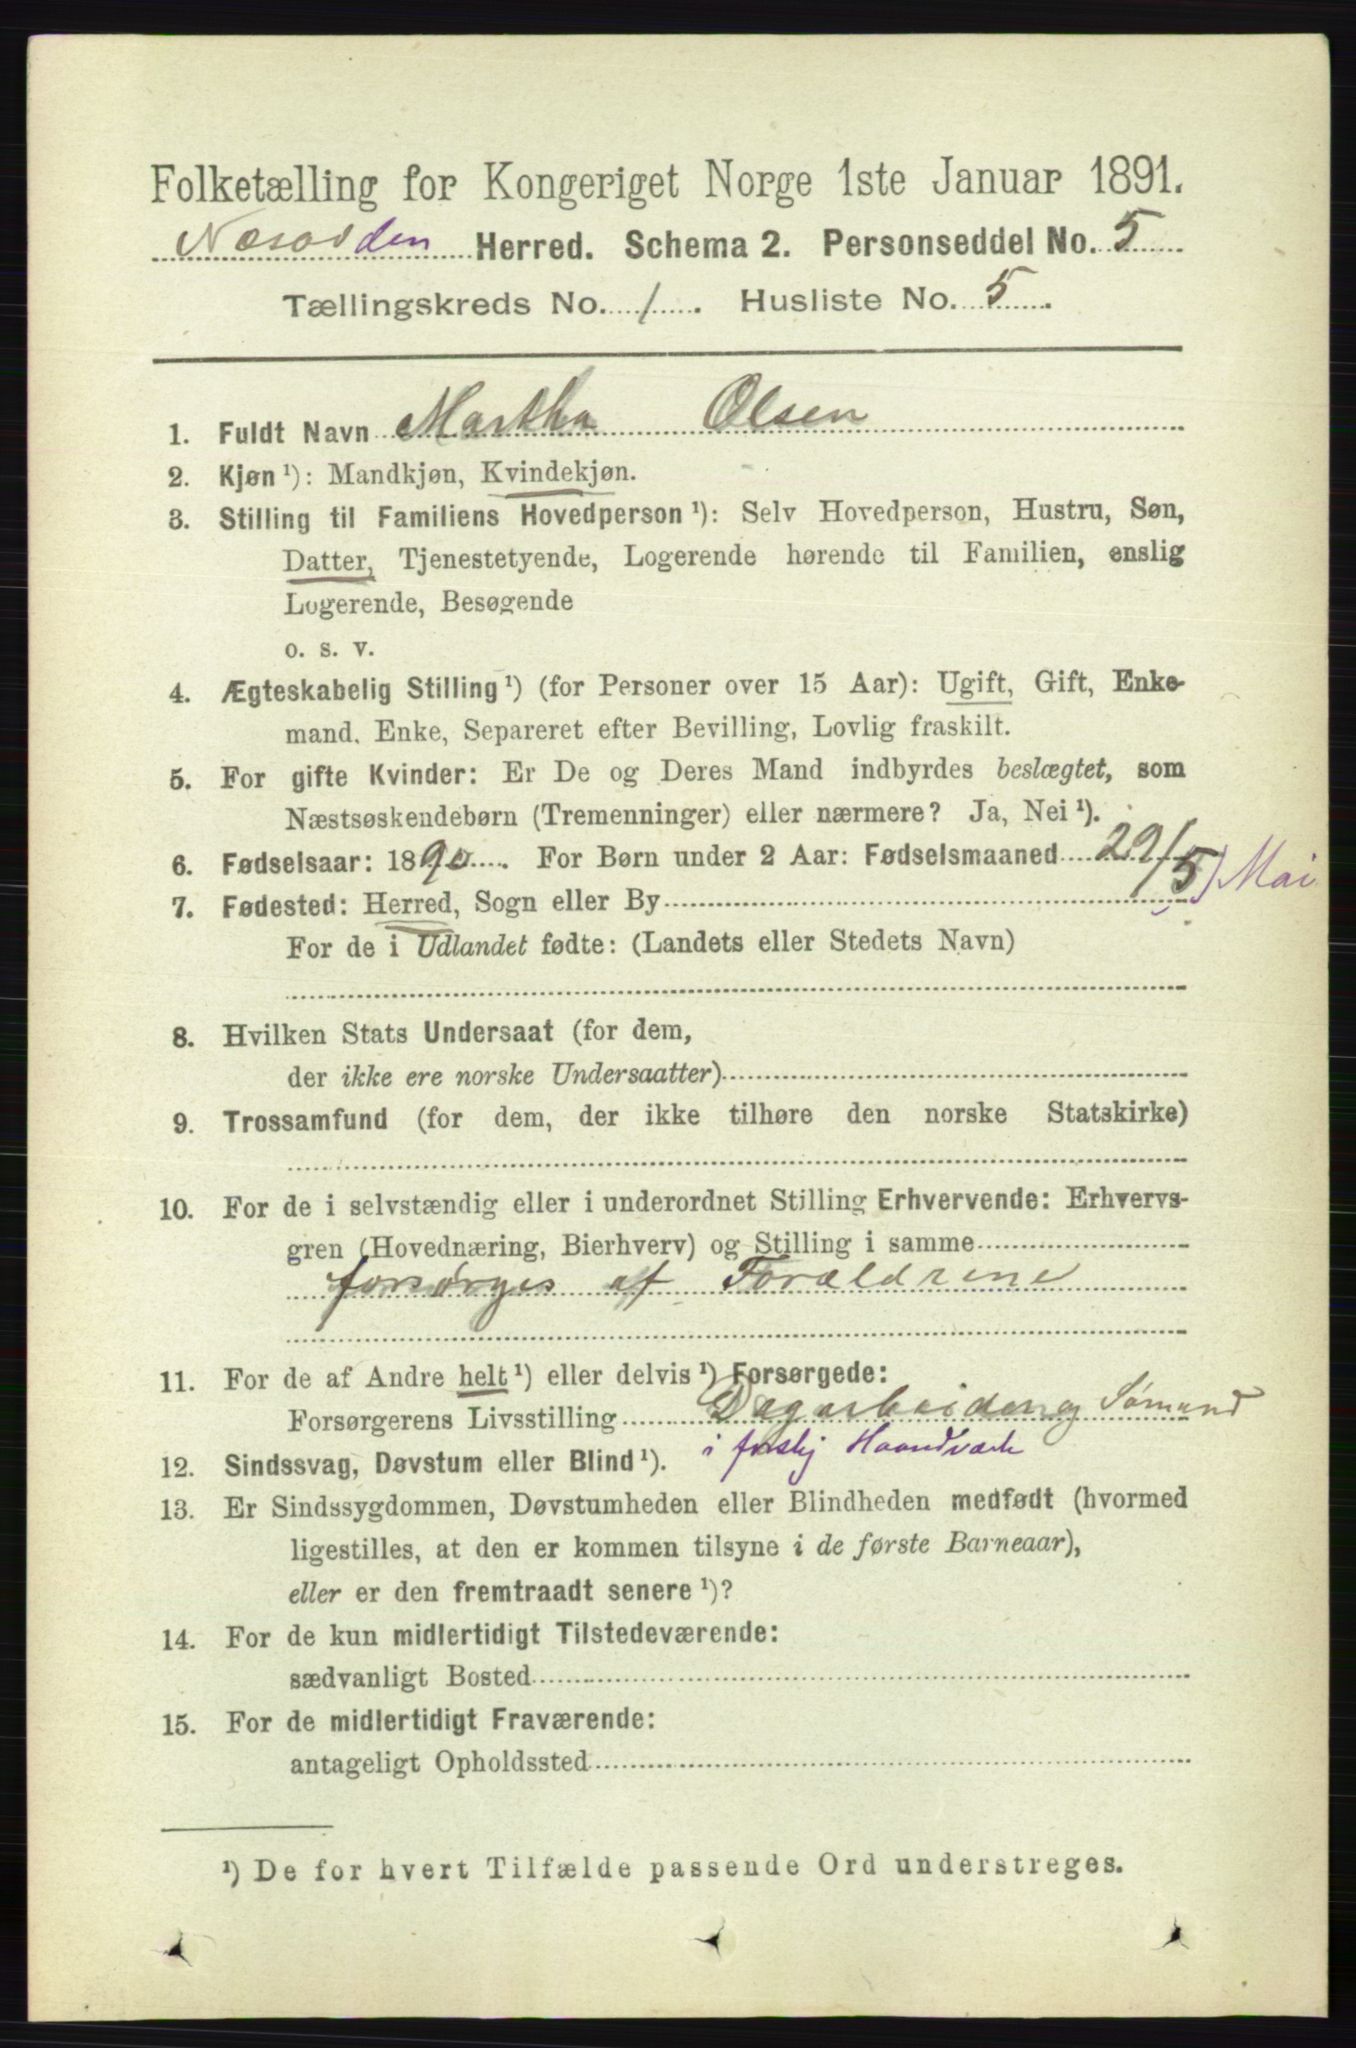 Folketælling for Kongeriget Norge 1ste Januar 1891.
Næsodden Herred. Schema 2. Personseddel No. 5
Tællingskreds No. 1. Husliste No. 5.
1. Fuldt Navn Martha Olsen
2. Kjøn ¹): Mandkjøn, Kvindekjøn.
3. Stilling til Familiens Hovedperson ¹): Selv Hovedperson, Hustru, Søn,
Datter, Tjenestetyende, Logerende hørende til Familien, enslig
Logerende, Besøgende
o. s. v.
4. Ægteskabelig Stilling ¹) (for Personer over 15 Aar): Ugift, Gift, Enke-
mand, Enke, Separeret efter Bevilling, Lovlig fraskilt.
5. For gifte Kvinder: Er De og Deres Mand indbyrdes beslægtet, som
Næstsøskendebørn (Tremenninger) eller nærmere? Ja, Nei ¹).
6. Fødselsaar: 1890. For Børn under 2 Aar: Fødselsmaaned 29/5) Mai
7. Fødested: Herred, Sogn eller By
For de i Udlandet fødte: (Landets eller Stedets Navn)
8. Hvilken Stats Undersaat (for dem,
der ikke ere norske Undersaatter)
9. Trossamfund (for dem, der ikke tilhøre den norske Statskirke)
10. For de i selvstændig eller i underordnet Stilling Erhvervende: Erhvervs-
gren (Hovednæring, Bierhverv) og Stilling i samme
forsørges af Forældrene
11. For de af Andre helt ¹) eller delvis ¹) Forsørgede:
Forsørgerens Livsstilling Dagarbeider og Sømand
i forskj Haandværk
12. Sindssvag, Døvstum eller Blind ¹).
13. Er Sindssygdommen, Døvstumheden eller Blindheden medfødt (hvormed
ligestilles, at den er kommen tilsyne i de første Barneaar),
eller er den fremtraadt senere ¹)?
14. For de kun midlertidigt Tilstedeværende:
sædvanligt Bosted
15. For de midlertidigt Fraværende:
antageligt Opholdssted
¹) De for hvert Tilfælde passende Ord understreges.